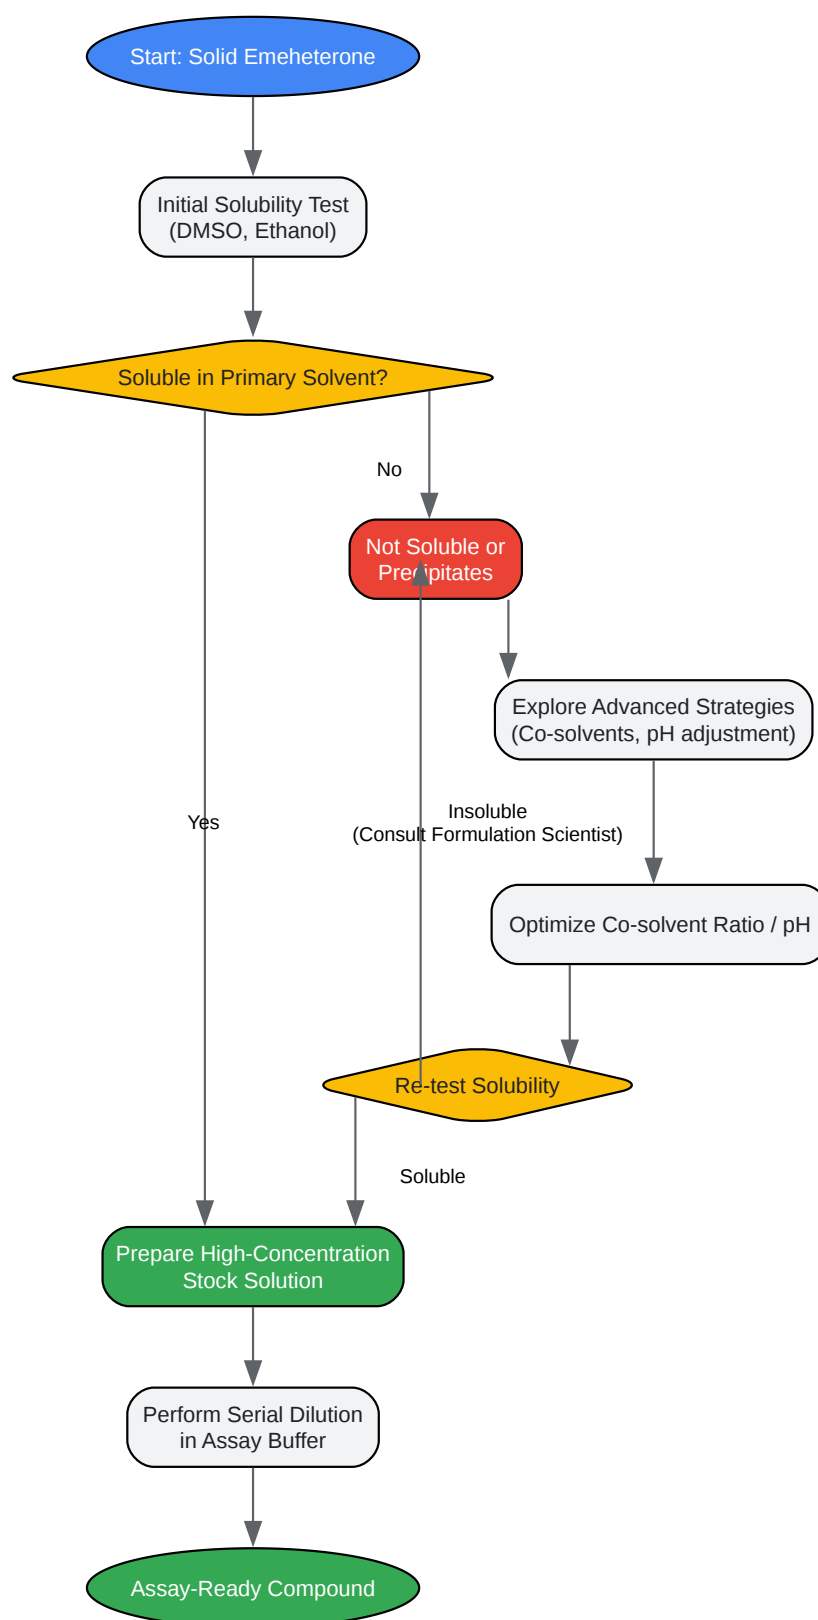 Start: Solid Emeheterone
Initial Solubility Test
(DMSO, Ethanol)
Soluble in Primary Solvent?
No
Not Soluble or
Precipitates
Explore Advanced Strategies
(Co-solvents, pH adjustment)
Insoluble
(Consult Formulation Scientist)
Yes
Optimize Co-solvent Ratio / pH
Re-test Solubility
Soluble
Prepare High-Concentration
Stock Solution
Perform Serial Dilution
in Assay Buffer
Assay-Ready Compound